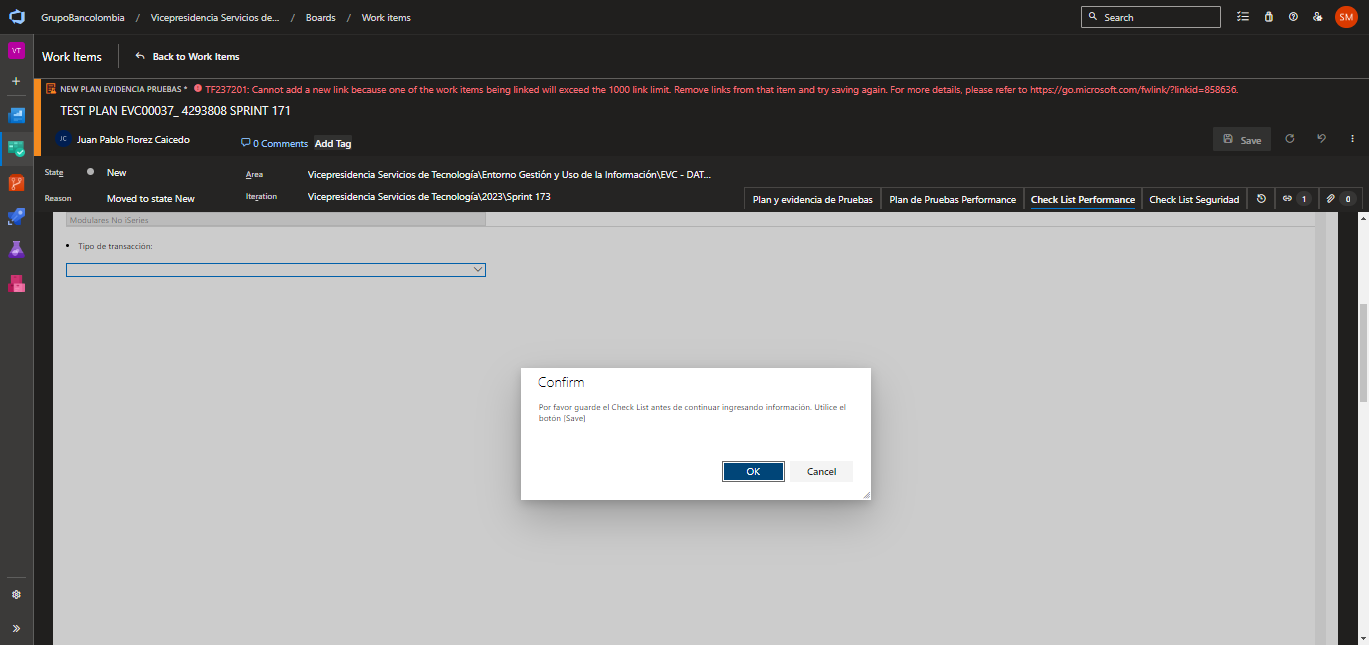 GrupoBancolombia / Vicepresidencia Servicios de... / Boards / Work items
Search
SM
VT
Work Items
Back to Work Items
NEW PLAN EVIDENCIA PRUEBAS * TF237201: Cannot add a new link because one of the work items being linked will exceed the 1000 link limit. Remove links from that item and try saving again. For more details, please refer to https://go.microsoft.com/fwlink/?linkid=858636.
TEST PLAN EVC00037_ 4293808 SPRINT 171
JC Juan Pablo Florez Caicedo
0 Comments
Add Tag
Save
State New
Area Vicepresidencia Servicios de Tecnología\Entorno Gestión y Uso de la Información\EVC - DAT...
Reason Moved to state New
Iteration Vicepresidencia Servicios de Tecnología\2023\Sprint 173
Plan y evidencia de Pruebas
Plan de Pruebas Performance
Check List Performance
Check List Seguridad
1
0
Modulares No iSeries
• Tipo de transacción:
Confirm
Por favor guarde el Check List antes de continuar ingresando información. Utilice el
botón [Save]
OK
Cancel